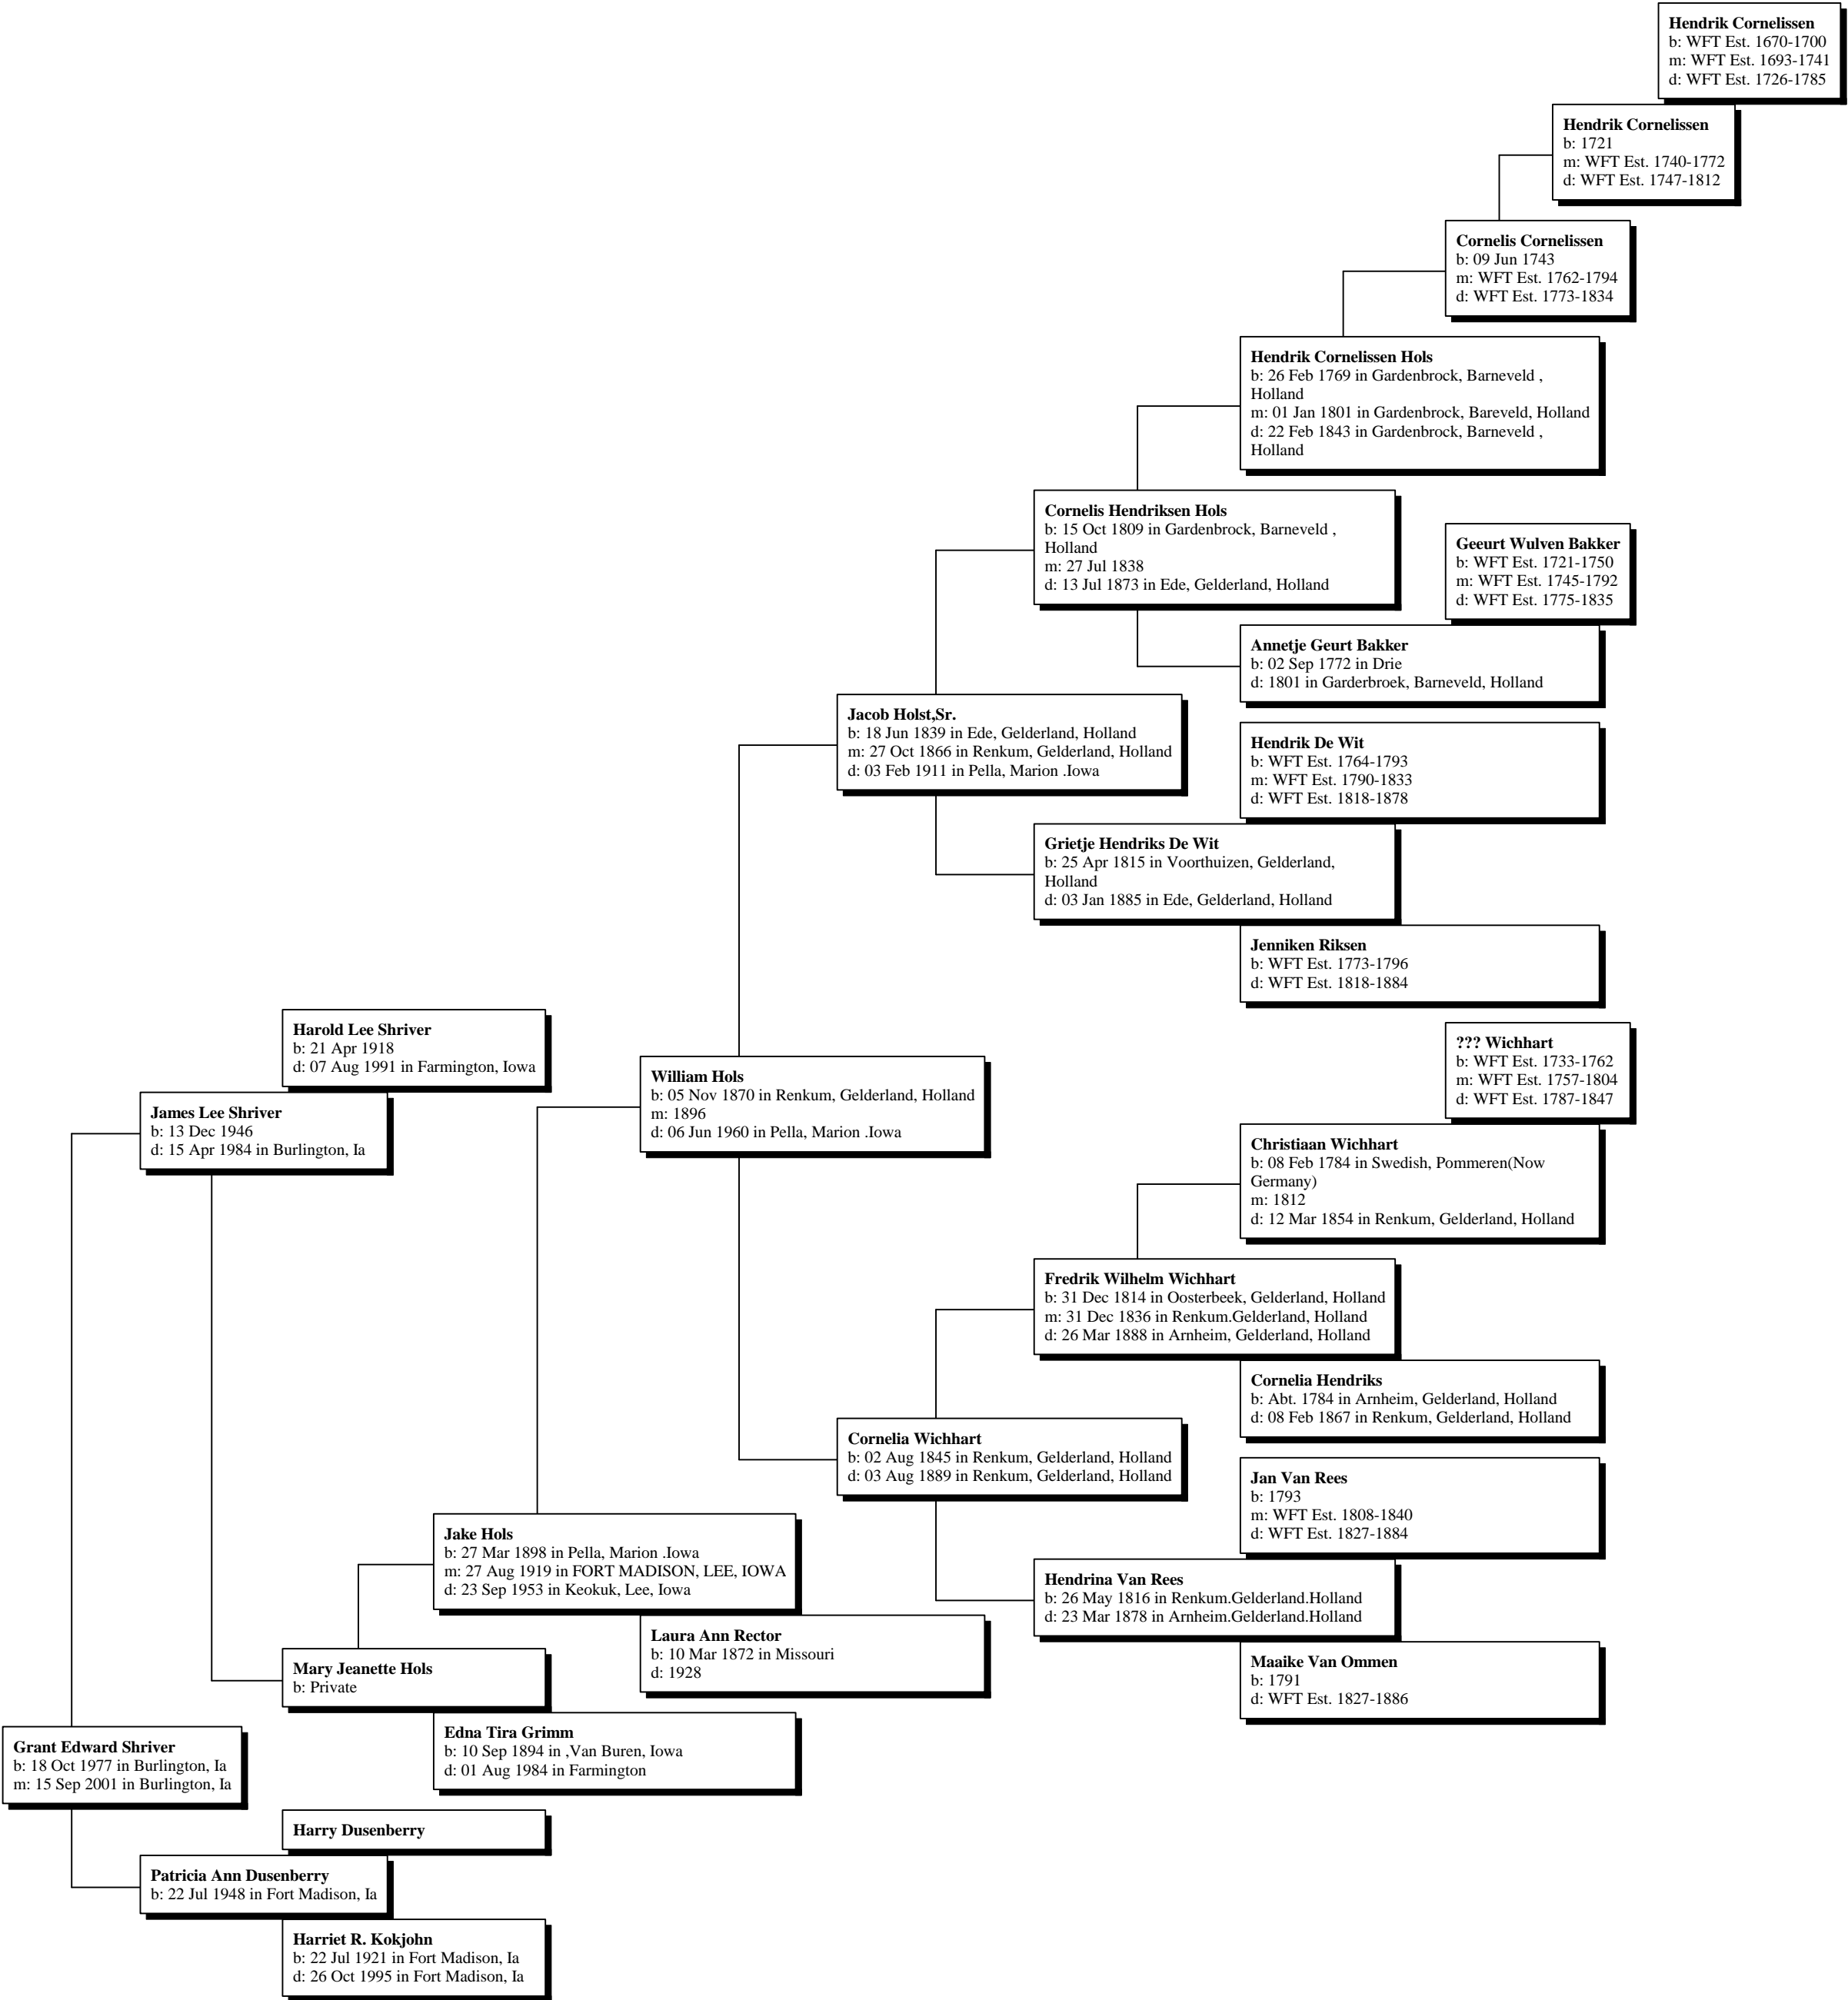 Hendrik Cornelissen
b: WFT Est. 1670-1700
m: WFT Est. 1693-1741
d: WFT Est. 1726-1785
Hendrik Cornelissen
b: 1721
m: WFT Est. 1740-1772
d: WFT Est. 1747-1812
Cornelis Cornelissen
b: 09 Jun 1743
m: WFT Est. 1762-1794
d: WFT Est. 1773-1834
Hendrik Cornelissen Hols
b: 26 Feb 1769 in Gardenbrock, Barneveld ,
Holland
m: 01 Jan 1801 in Gardenbrock, Bareveld, Holland
d: 22 Feb 1843 in Gardenbrock, Barneveld ,
Holland
Cornelis Hendriksen Hols
b: 15 Oct 1809 in Gardenbrock, Barneveld ,
Holland
m: 27 Jul 1838
d: 13 Jul 1873 in Ede, Gelderland, Holland
Geeurt Wulven Bakker
b: WFT Est. 1721-1750
m: WFT Est. 1745-1792
d: WFT Est. 1775-1835
Annetje Geurt Bakker
b: 02 Sep 1772 in Drie
d: 1801 in Garderbroek, Barneveld, Holland
Jacob Holst,Sr.
b: 18 Jun 1839 in Ede, Gelderland, Holland
m: 27 Oct 1866 in Renkum, Gelderland, Holland
d: 03 Feb 1911 in Pella, Marion .Iowa
Hendrik De Wit
b: WFT Est. 1764-1793
m: WFT Est. 1790-1833
d: WFT Est. 1818-1878
Grietje Hendriks De Wit
b: 25 Apr 1815 in Voorthuizen, Gelderland,
Holland
d: 03 Jan 1885 in Ede, Gelderland, Holland
Jenniken Riksen
b: WFT Est. 1773-1796
d: WFT Est. 1818-1884
Harold Lee Shriver
b: 21 Apr 1918
d: 07 Aug 1991 in Farmington, Iowa
James Lee Shriver
b: 13 Dec 1946
d: 15 Apr 1984 in Burlington, Ia
William Hols
b: 05 Nov 1870 in Renkum, Gelderland, Holland
m: 1896
d: 06 Jun 1960 in Pella, Marion .Iowa
??? Wichhart
b: WFT Est. 1733-1762
m: WFT Est. 1757-1804
d: WFT Est. 1787-1847
Christiaan Wichhart
b: 08 Feb 1784 in Swedish, Pommeren(Now
Germany)
m: 1812
d: 12 Mar 1854 in Renkum, Gelderland, Holland
Fredrik Wilhelm Wichhart
b: 31 Dec 1814 in Oosterbeek, Gelderland, Holland
m: 31 Dec 1836 in Renkum.Gelderland, Holland
d: 26 Mar 1888 in Arnheim, Gelderland, Holland
Cornelia Hendriks
b: Abt. 1784 in Arnheim, Gelderland, Holland
d: 08 Feb 1867 in Renkum, Gelderland, Holland
Cornelia Wichhart
b: 02 Aug 1845 in Renkum, Gelderland, Holland
d: 03 Aug 1889 in Renkum, Gelderland, Holland
Jan Van Rees
b: 1793
m: WFT Est. 1808-1840
d: WFT Est. 1827-1884
Jake Hols
b: 27 Mar 1898 in Pella, Marion .Iowa
m: 27 Aug 1919 in FORT MADISON, LEE, IOWA
d: 23 Sep 1953 in Keokuk, Lee, Iowa
Hendrina Van Rees
b: 26 May 1816 in Renkum.Gelderland.Holland
d: 23 Mar 1878 in Arnheim.Gelderland.Holland
Laura Ann Rector
b: 10 Mar 1872 in Missouri
d: 1928
Maaike Van Ommen
b: 1791
d: WFT Est. 1827-1886
Mary Jeanette Hols
b: Private
Edna Tira Grimm
b: 10 Sep 1894 in ,Van Buren, Iowa
d: 01 Aug 1984 in Farmington
Grant Edward Shriver
b: 18 Oct 1977 in Burlington, Ia
m: 15 Sep 2001 in Burlington, Ia
Harry Dusenberry
Patricia Ann Dusenberry
b: 22 Jul 1948 in Fort Madison, Ia
Harriet R. Kokjohn
b: 22 Jul 1921 in Fort Madison, Ia
d: 26 Oct 1995 in Fort Madison, Ia